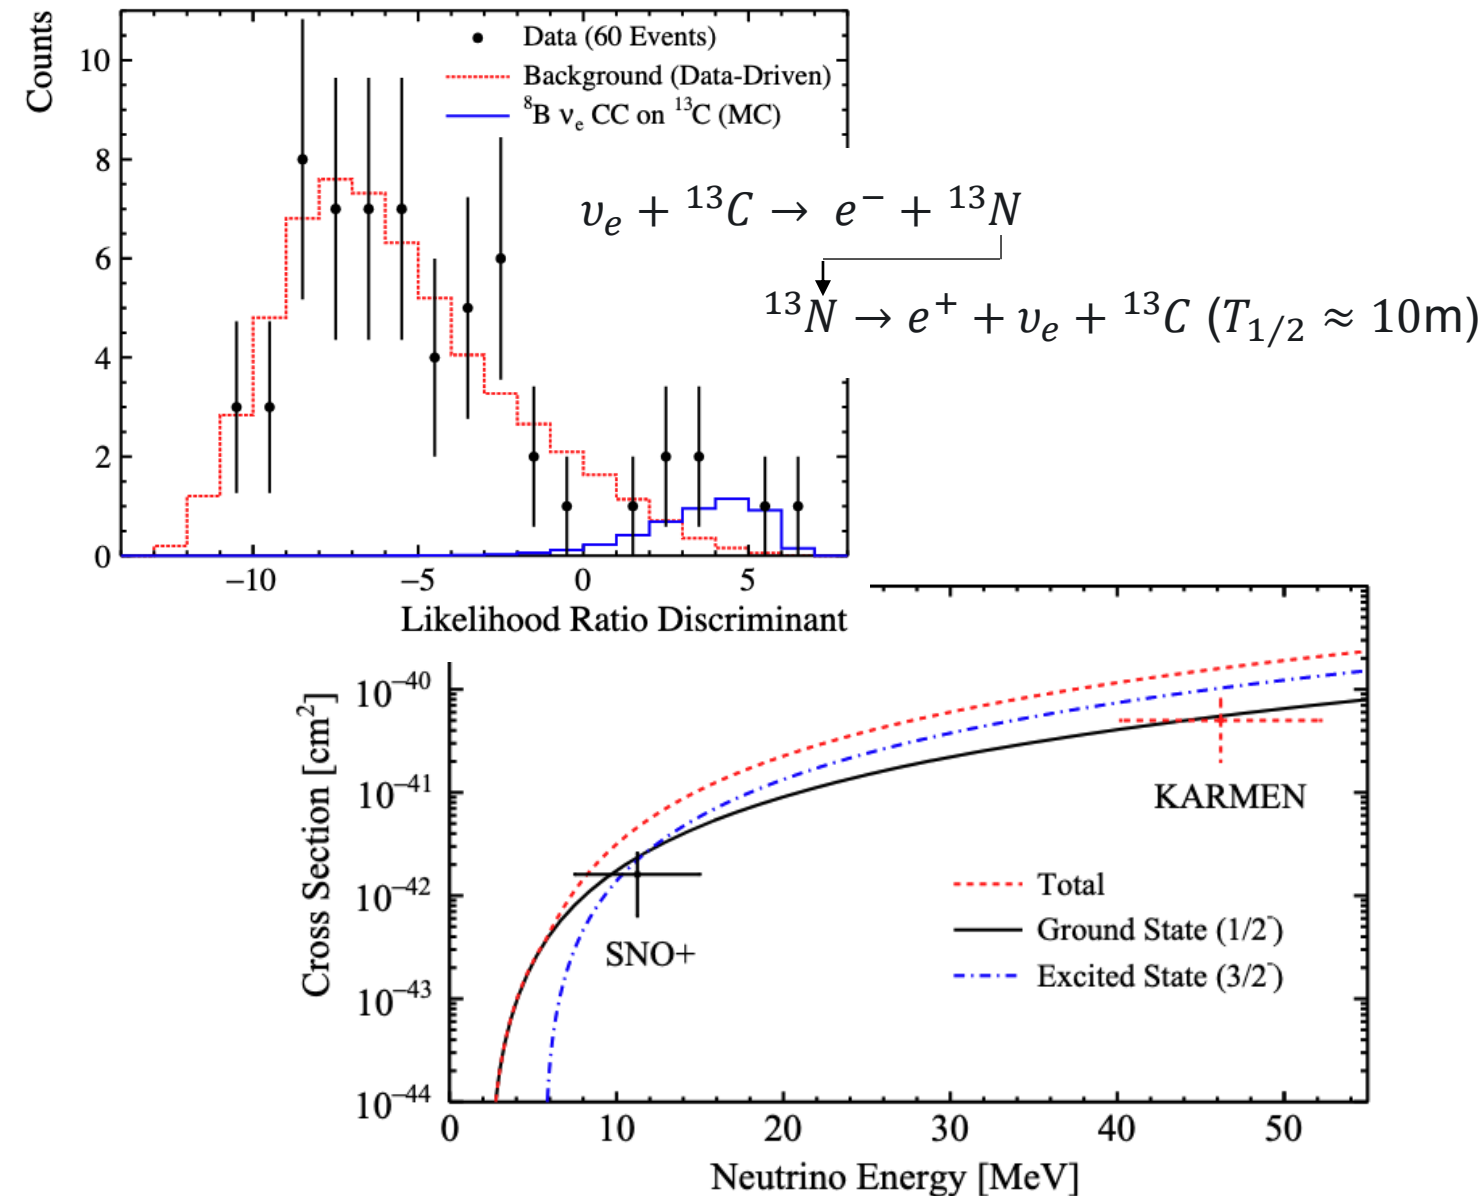 Counts
10
8
6
4
2
0
Data (60 Events)
Background (Data-Driven)
⁸B νₑ CC on ¹³C (MC)
−10 −5 0 5
Likelihood Ratio Discriminant
υₑ + ¹³C → e⁻ + ¹³N
¹³N → e⁺ + υₑ + ¹³C (T₁/₂ ≈ 10m)
Cross Section [cm²]
10⁻⁴⁰
10⁻⁴¹
10⁻⁴²
10⁻⁴³
10⁻⁴⁴
KARMEN
SNO+
Total
Ground State (1/2⁻)
Excited State (3/2⁻)
0 10 20 30 40 50
Neutrino Energy [MeV]